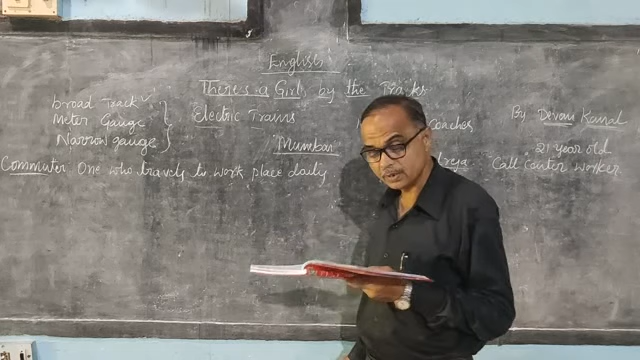 English
There's a Girl by the Tracks
broad Track ✓
Meter Gauge
Narrow gauge
Electric Trains
Coaches
By Devan Kanal
Mumbai
21 year old
Commuter One who travels to work place daily
Call Center Worker